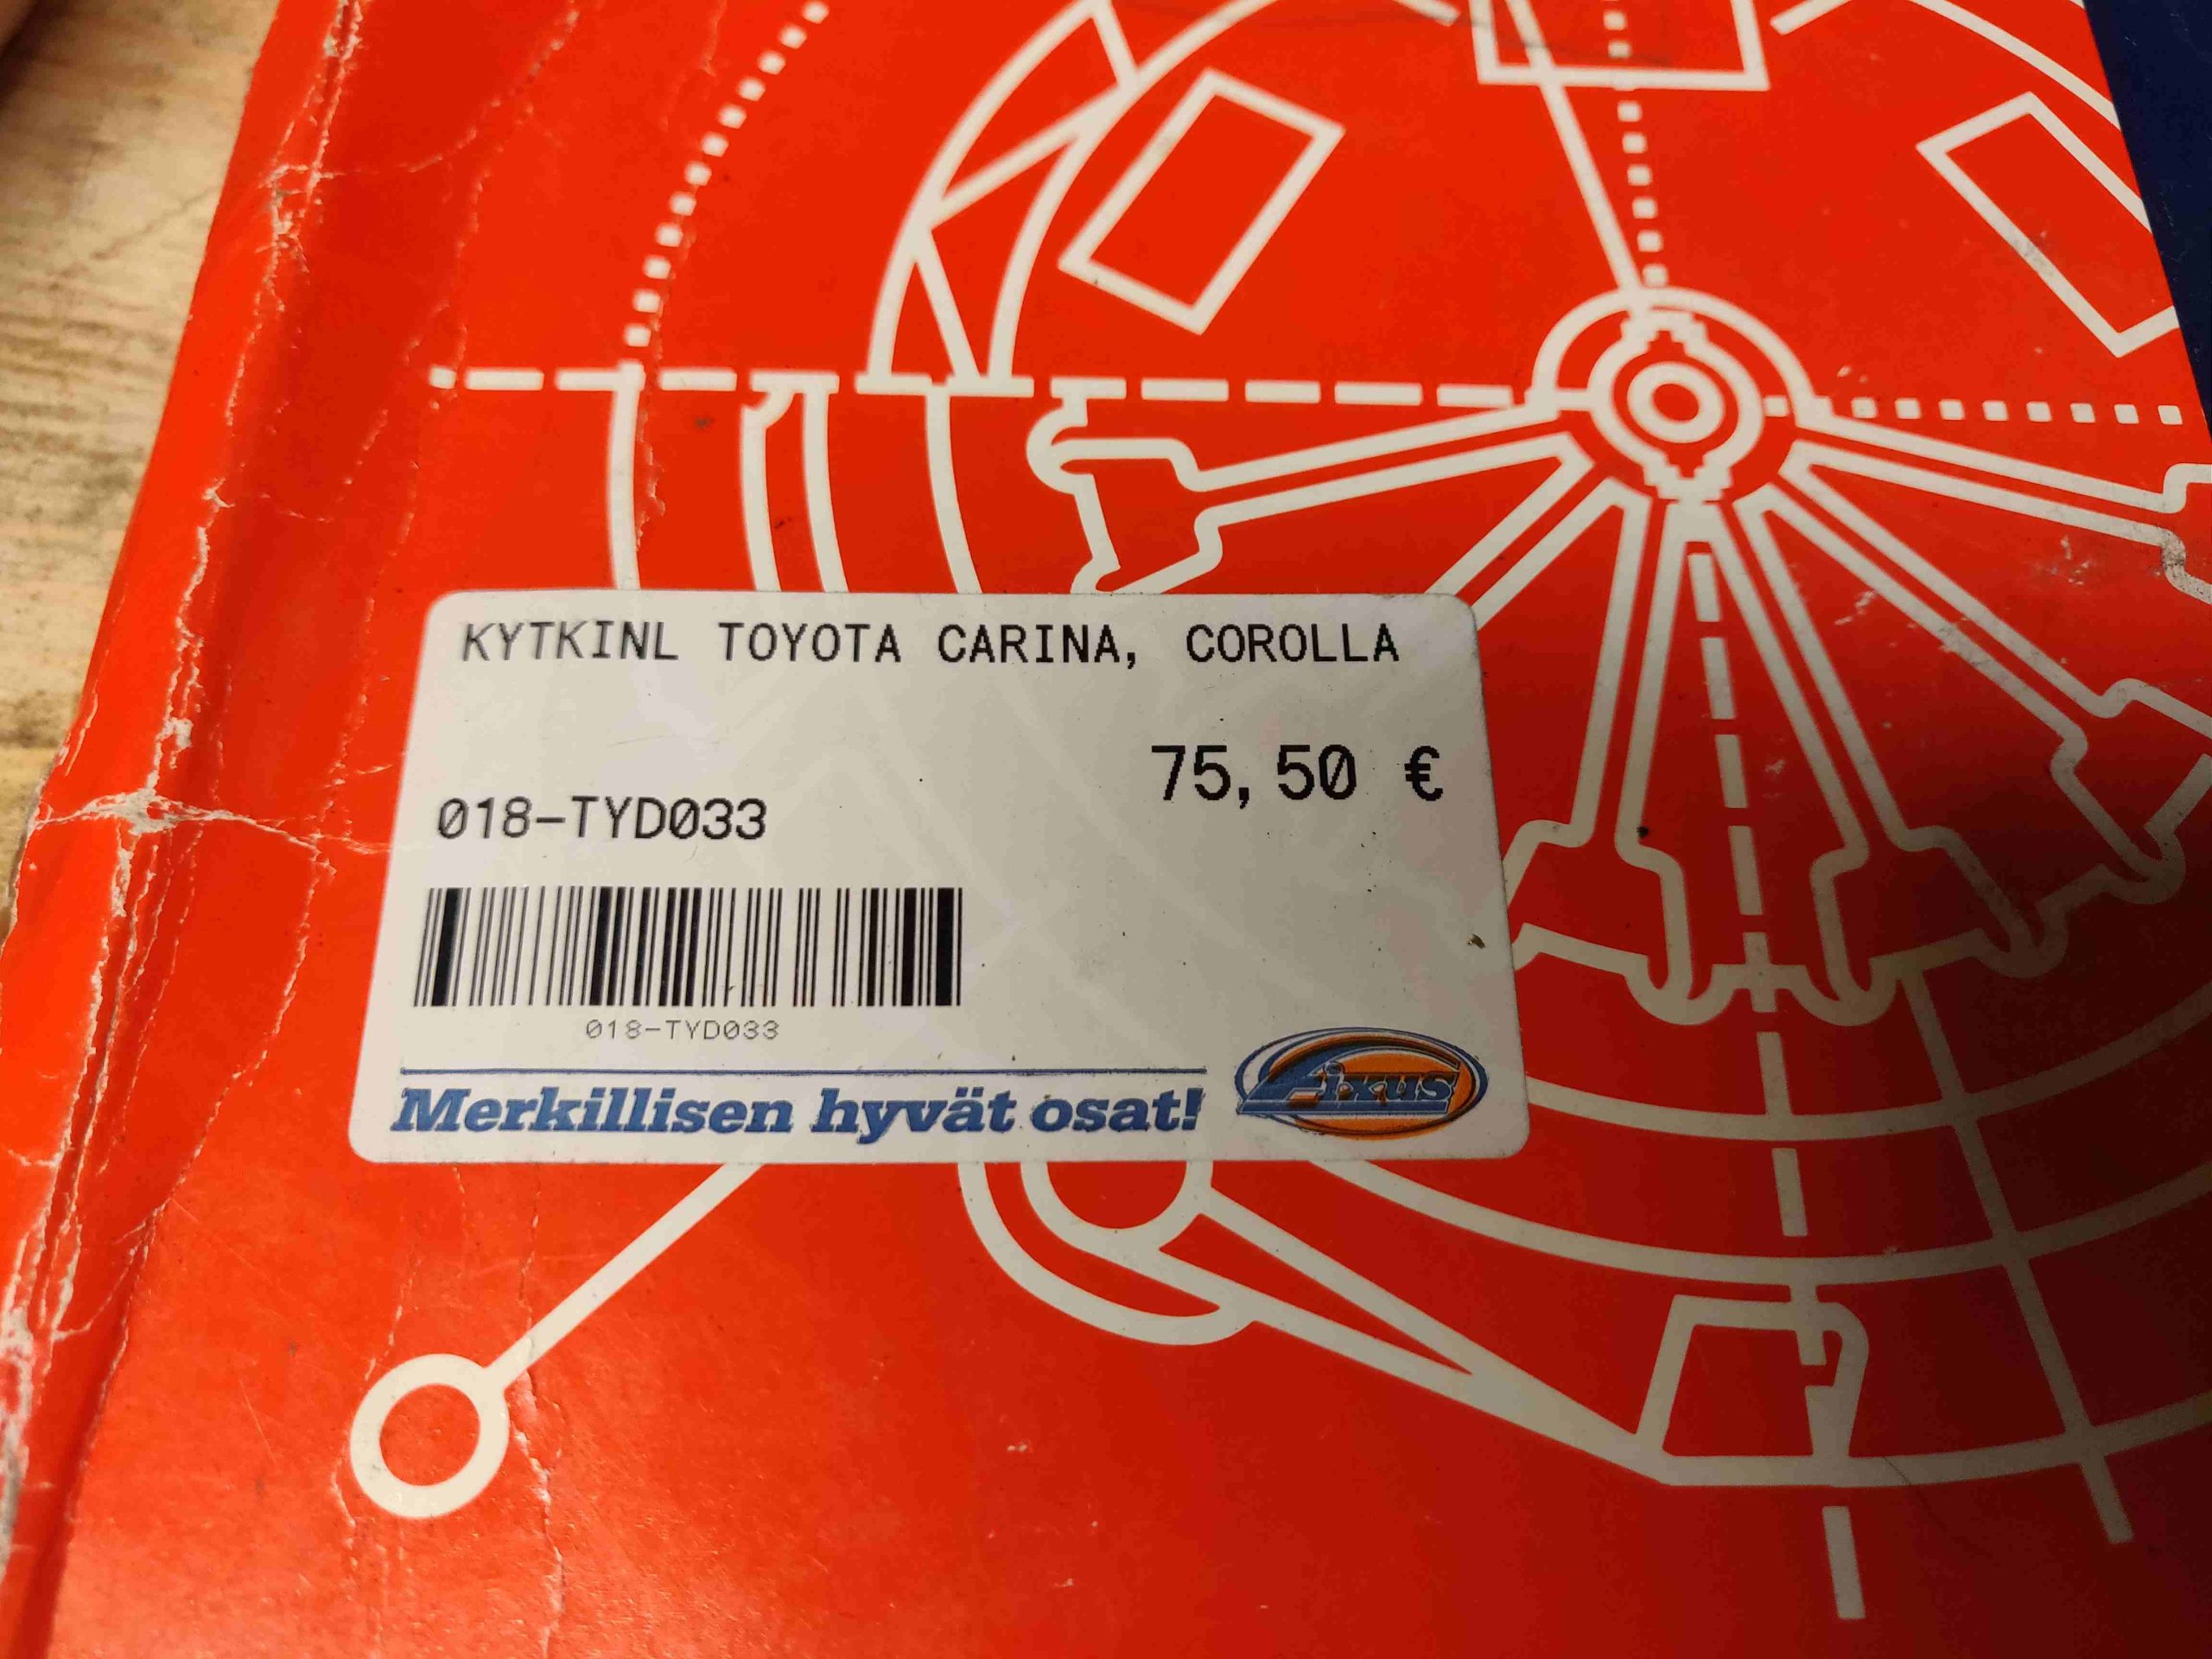 KYTKINL TOYOTA CARINA, COROLLA
75,50 €
018-TYD033
018-TYD033
Merkillisen hyvät osat!
Fixus